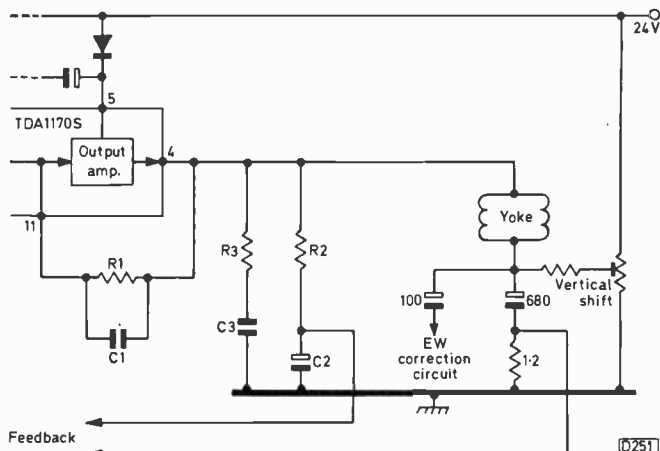 24V
5
TDA1170S
Output
amp.
4
11
Yoke
R1
R3
R2
Vertical
shift
100
680
C1
C3
EW
correction
circuit
C2
1·2
Feedback
D251